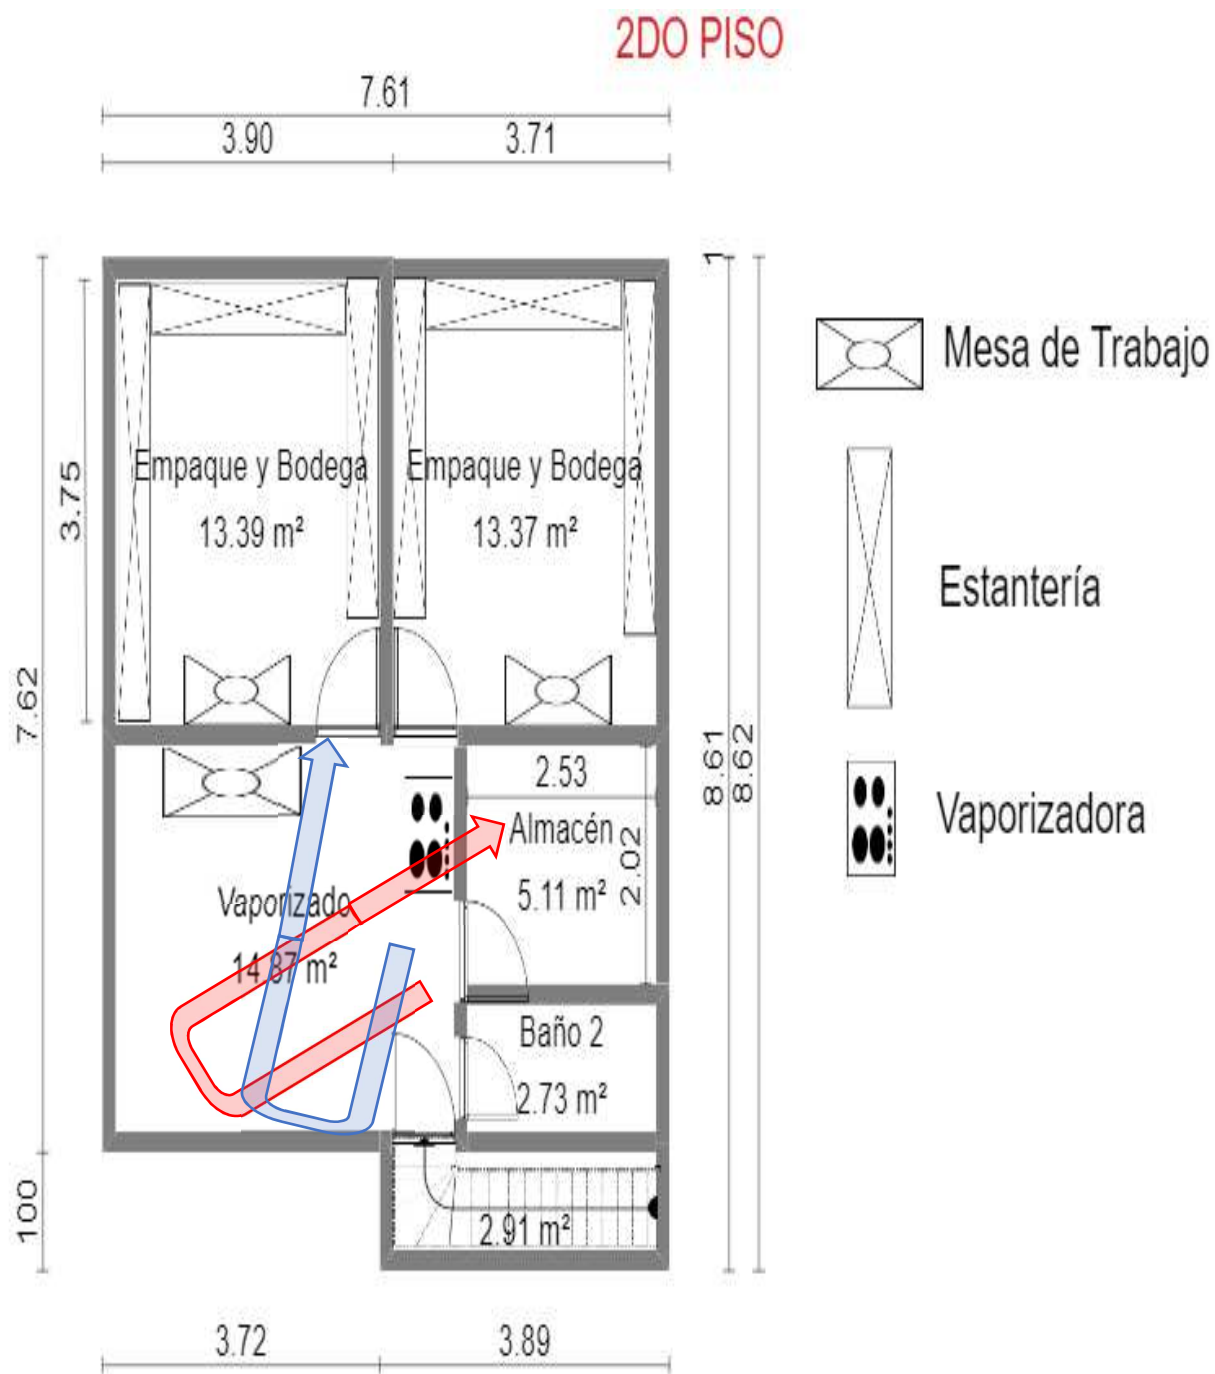 2DO PISO
7.61
3.90 3.71
1
Mesa de Trabajo
3.75
Empaque y Bodega
13.39 m²
Empaque y Bodega
13.37 m²
Estantería
7.62
8.61
8.62
2.53
Almacén
5.11 m²
2.02
Vaporizadora
Vaporizado
14.87 m²
Baño 2
2.73 m²
100
2.91 m²
3.72 3.89